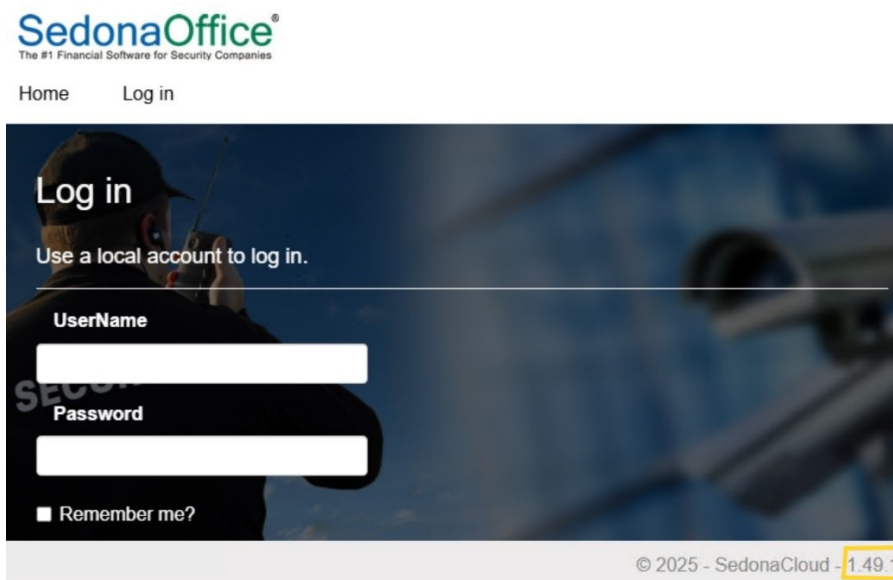 SedonaOffice®
The #1 Financial Software for Security Companies
Home Log in
Log in
Use a local account to log in.
UserName
Password
Remember me?
© 2025 - SedonaCloud - 1.49.1